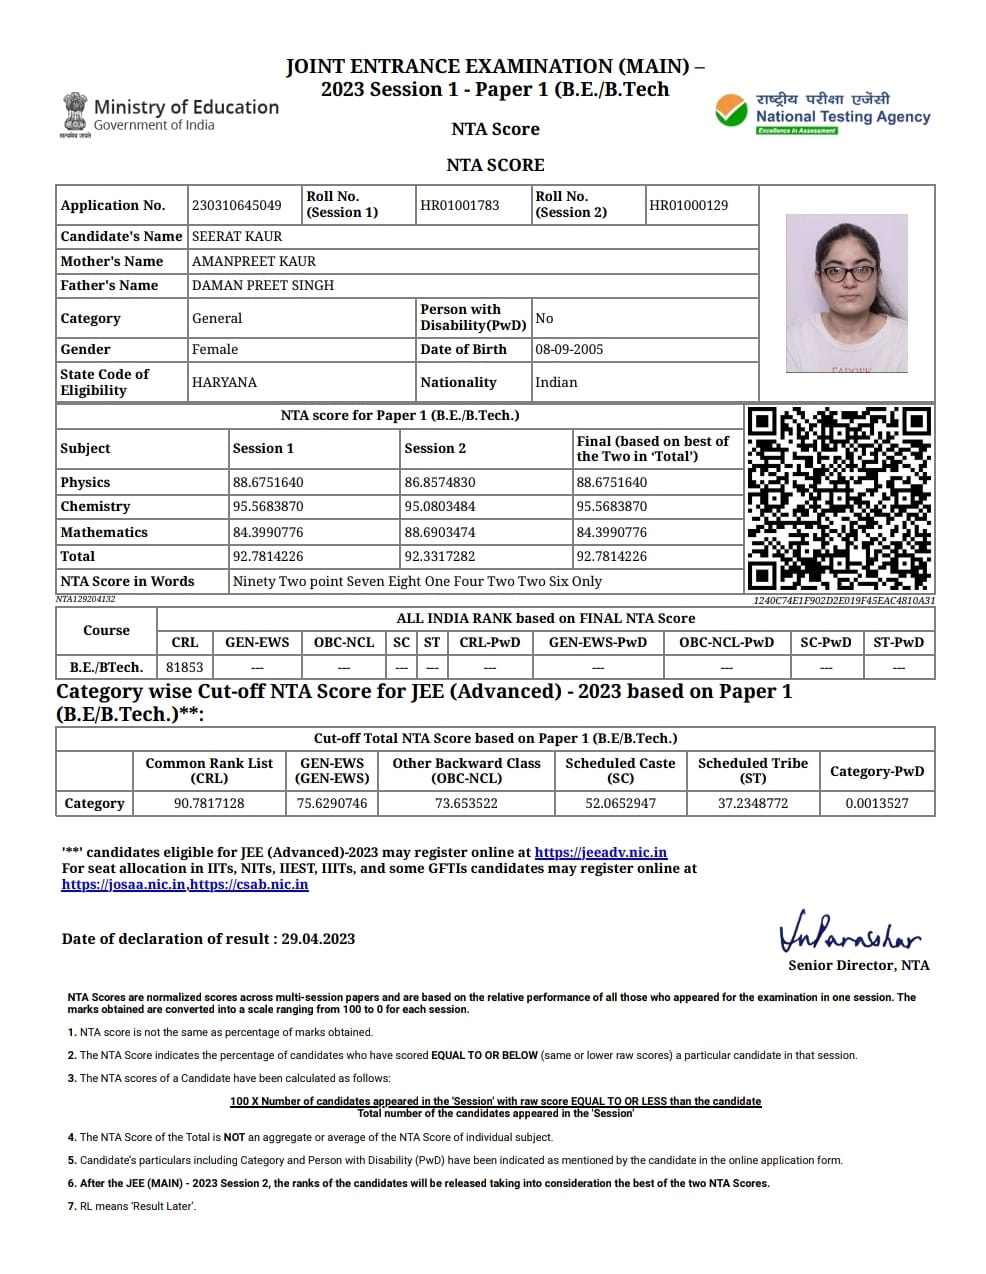 JOINT ENTRANCE EXAMINATION (MAIN) –
2023 Session 1 - Paper 1 (B.E./B.Tech
Ministry of Education
Government of India
सत्यमेव जयते
राष्ट्रीय परीक्षा एजेंसी
National Testing Agency
Excellence in Assessment
NTA Score
NTA SCORE
Application No. 230310645049 Roll No. (Session 1) HR01001783 Roll No. (Session 2) HR01000129
Candidate's Name SEERAT KAUR
Mother's Name AMANPREET KAUR
Father's Name DAMAN PREET SINGH
Category General Person with Disability(PwD) No
Gender Female Date of Birth 08-09-2005
State Code of Eligibility HARYANA Nationality Indian
J'ADORE
NTA score for Paper 1 (B.E./B.Tech.)
Subject Session 1 Session 2 Final (based on best of the Two in ‘Total’)
Physics 88.6751640 86.8574830 88.6751640
Chemistry 95.5683870 95.0803484 95.5683870
Mathematics 84.3990776 88.6903474 84.3990776
Total 92.7814226 92.3317282 92.7814226
NTA Score in Words Ninety Two point Seven Eight One Four Two Two Six Only
NTA129204132 1240C74E1F902D2E019F45EAC4810A31
Course ALL INDIA RANK based on FINAL NTA Score
CRL GEN-EWS OBC-NCL SC ST CRL-PwD GEN-EWS-PwD OBC-NCL-PwD SC-PwD ST-PwD
B.E./BTech. 81853 --- --- --- --- --- --- --- --- ---
Category wise Cut-off NTA Score for JEE (Advanced) - 2023 based on Paper 1
(B.E/B.Tech.)**:
Cut-off Total NTA Score based on Paper 1 (B.E/B.Tech.)
Common Rank List (CRL) GEN-EWS (GEN-EWS) Other Backward Class (OBC-NCL) Scheduled Caste (SC) Scheduled Tribe (ST) Category-PwD
Category 90.7817128 75.6290746 73.653522 52.0652947 37.2348772 0.0013527
'**' candidates eligible for JEE (Advanced)-2023 may register online at https://jeeadv.nic.in
For seat allocation in IITs, NITs, IIEST, IIITs, and some GFTIs candidates may register online at
https://josaa.nic.in,https://csab.nic.in
Date of declaration of result : 29.04.2023
Senior Director, NTA
NTA Scores are normalized scores across multi-session papers and are based on the relative performance of all those who appeared for the examination in one session. The
marks obtained are converted into a scale ranging from 100 to 0 for each session.
1. NTA score is not the same as percentage of marks obtained.
2. The NTA Score indicates the percentage of candidates who have scored EQUAL TO OR BELOW (same or lower raw scores) a particular candidate in that session.
3. The NTA scores of a Candidate have been calculated as follows:
100 X Number of candidates appeared in the 'Session' with raw score EQUAL TO OR LESS than the candidate
Total number of the candidates appeared in the 'Session'
4. The NTA Score of the Total is NOT an aggregate or average of the NTA Score of individual subject.
5. Candidate’s particulars including Category and Person with Disability (PwD) have been indicated as mentioned by the candidate in the online application form.
6. After the JEE (MAIN) - 2023 Session 2, the ranks of the candidates will be released taking into consideration the best of the two NTA Scores.
7. RL means ‘Result Later’.